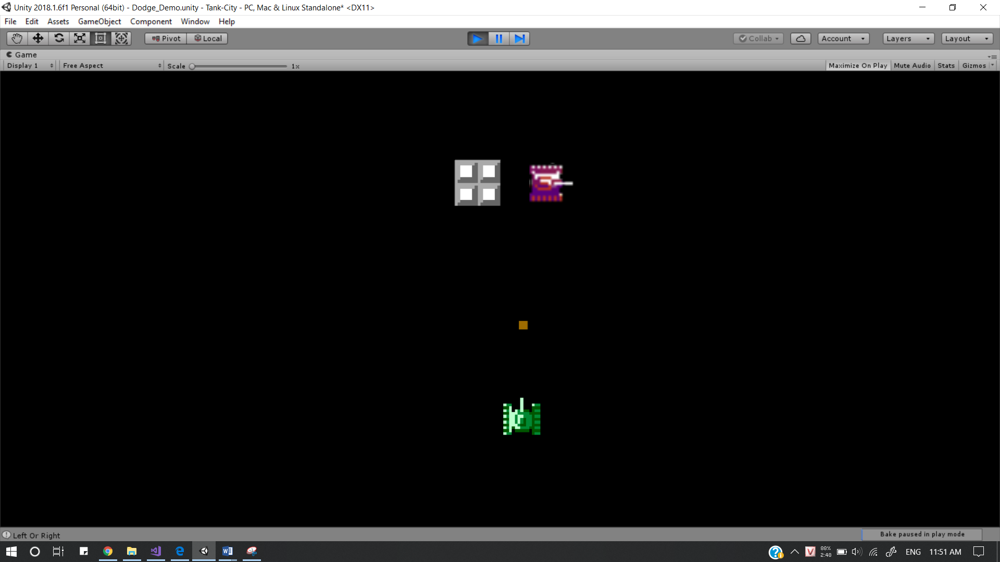 Unity 2018.1.6f1 Personal (64bit) - Dodge_Demo.unity - Tank-City - PC, Mac & Linux Standalone* <DX11>
File Edit Assets GameObject Component Window Help
Pivot Local Collab Account Layers Layout
Game
Display 1 Free Aspect Scale 1x Maximize On Play Mute Audio Stats Gizmos
Left Or Right Bake paused in play mode
88%
2:48
ENG 11:51 AM